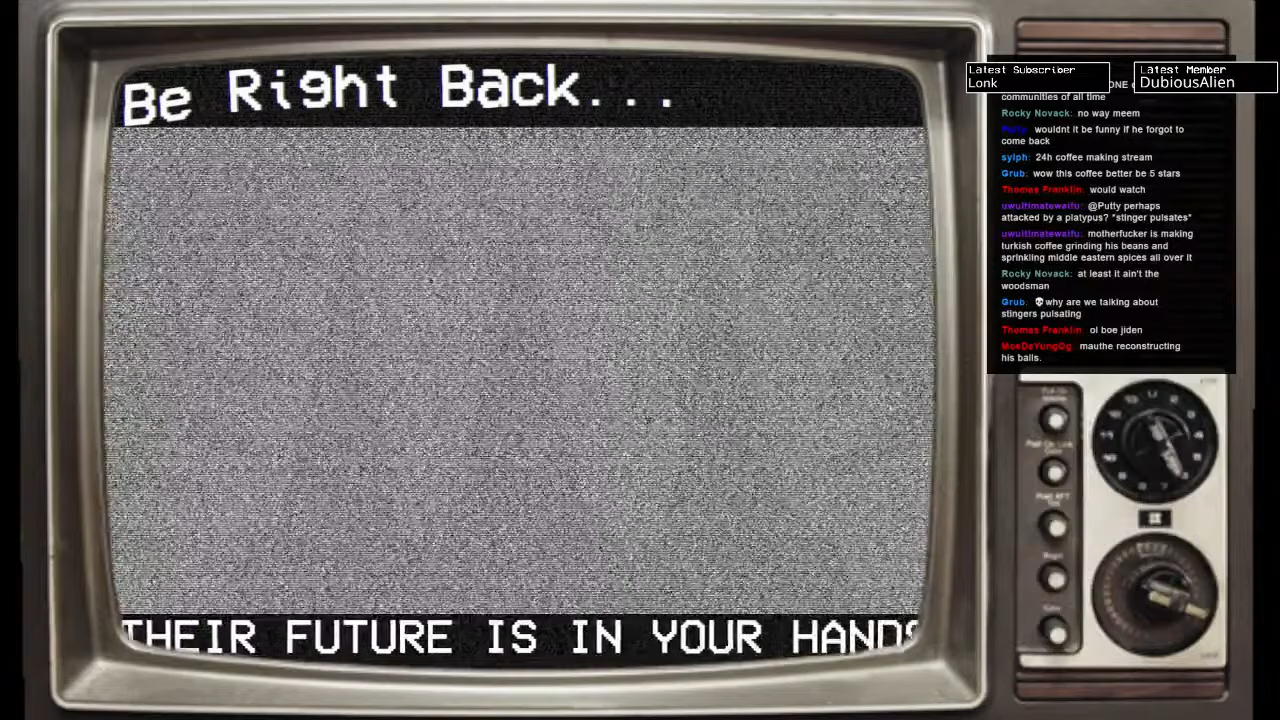 Be Right Back...
THEIR FUTURE IS IN YOUR HANDS
Latest Subscriber
Lonk
Latest Member
DubiousAlien
communities of all time
Rocky Novack: no way meem
Putty: wouldnt it be funny if he forgot to
come back
sylph: 24h coffee making stream
Grub: wow this coffee better be 5 stars
Thomas Franklin: would watch
uwultimatewaifu: @Putty perhaps
attacked by a platypus? *stinger pulsates*
uwultimatewaifu: motherfucker is making
turkish coffee grinding his beans and
sprinkling middle eastern spices all over it
Rocky Novack: at least it ain't the
woodsman
Grub: 💀why are we talking about
stingers pulsating
Thomas Franklin: ol boe jiden
MoeDeYungOg: mauthe reconstructing
his balls.